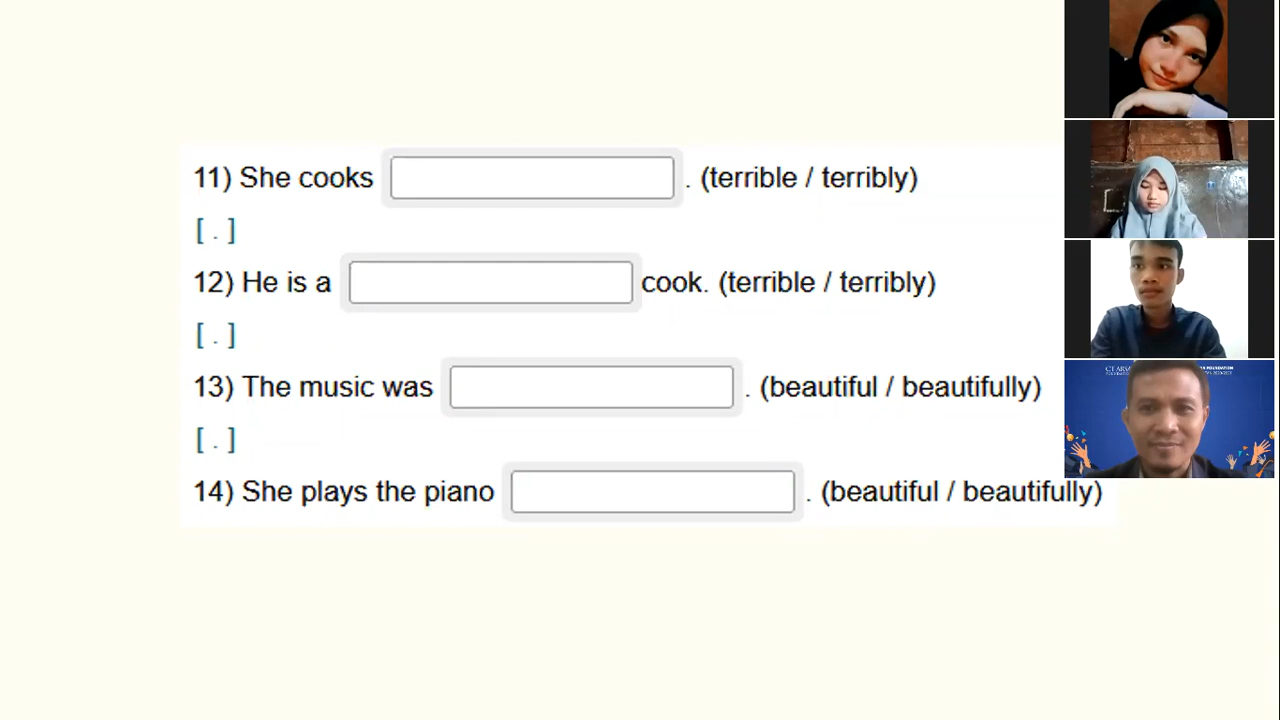 11) She cooks . (terrible / terribly)
[ . ]
12) He is a cook. (terrible / terribly)
[ . ]
13) The music was . (beautiful / beautifully)
[ . ]
14) She plays the piano . (beautiful / beautifully)